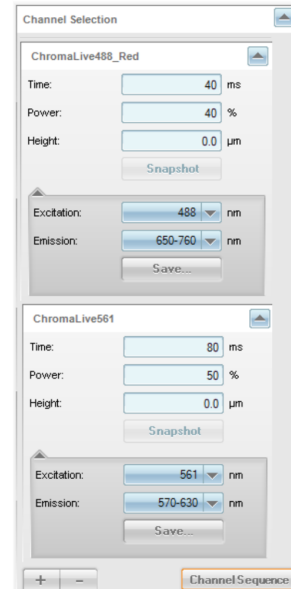 Channel Selection
ChromaLive488_Red
Time: 40 ms
Power: 40 %
Height: 0.0 µm
Snapshot
Excitation: 488 nm
Emission: 650-760 nm
Save...
ChromaLive561
Time: 80 ms
Power: 50 %
Height: 0.0 µm
Snapshot
Excitation: 561 nm
Emission: 570-630 nm
Save...
+ − Channel Sequence